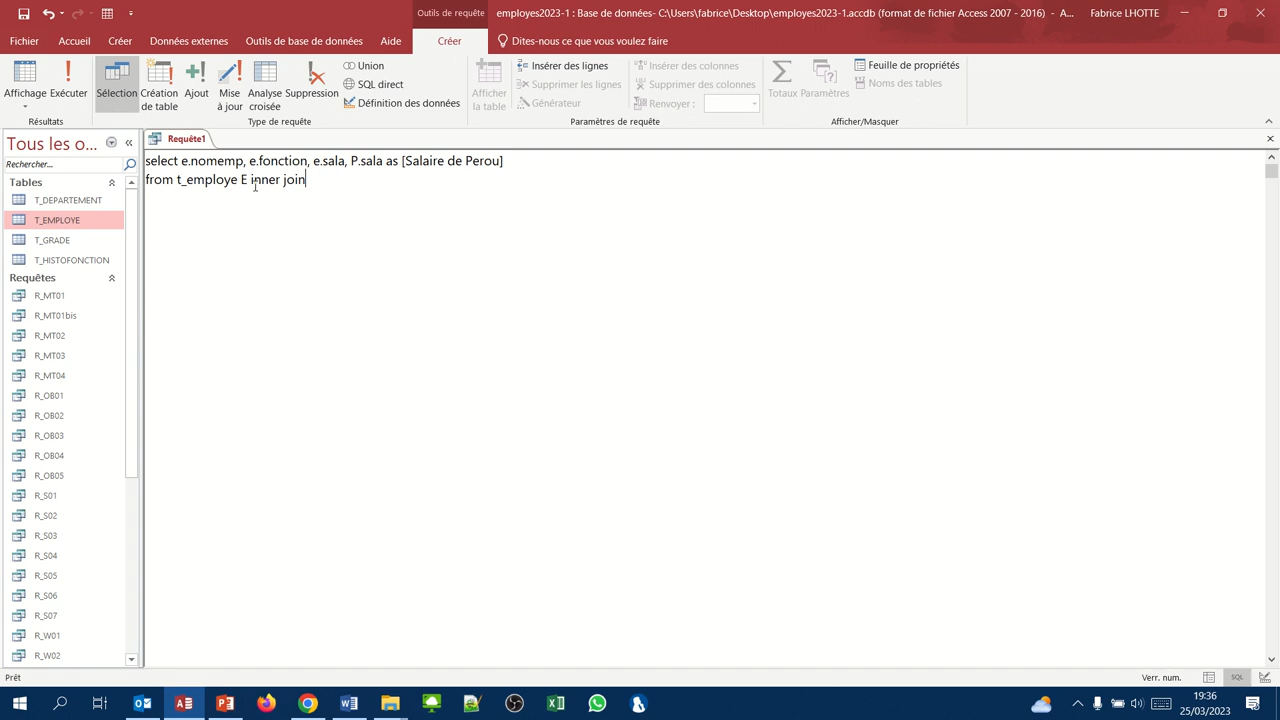 Outils de requête
employes2023-1 : Base de données- C:\Users\fabrice\Desktop\employes2023-1.accdb (format de fichier Access 2007 - 2016) - A...
Fabrice LHOTTE
Fichier Accueil Créer Données externes Outils de base de données Aide Créer Dites-nous ce que vous voulez faire
Affichage
Exécuter
Résultats
Sélection
Création de table
Ajout
Mise à jour
Analyse croisée
Suppression
Union
SQL direct
Définition des données
Type de requête
Afficher la table
Insérer des lignes
Supprimer les lignes
Générateur
Insérer des colonnes
Supprimer des colonnes
Renvoyer :
Paramètres de requête
Totaux
Paramètres
Feuille de propriétés
Noms des tables
Afficher/Masquer
Tous les o...
Rechercher...
Tables
T_DEPARTEMENT
T_EMPLOYE
T_GRADE
T_HISTOFONCTION
Requêtes
R_MT01
R_MT01bis
R_MT02
R_MT03
R_MT04
R_OB01
R_OB02
R_OB03
R_OB04
R_OB05
R_S01
R_S02
R_S03
R_S04
R_S05
R_S06
R_S07
R_W01
R_W02
Requête1
select e.nomemp, e.fonction, e.sala, P.sala as [Salaire de Perou]
from t_employe E inner join
Prêt
Verr. num.
SQL
19:36
25/03/2023